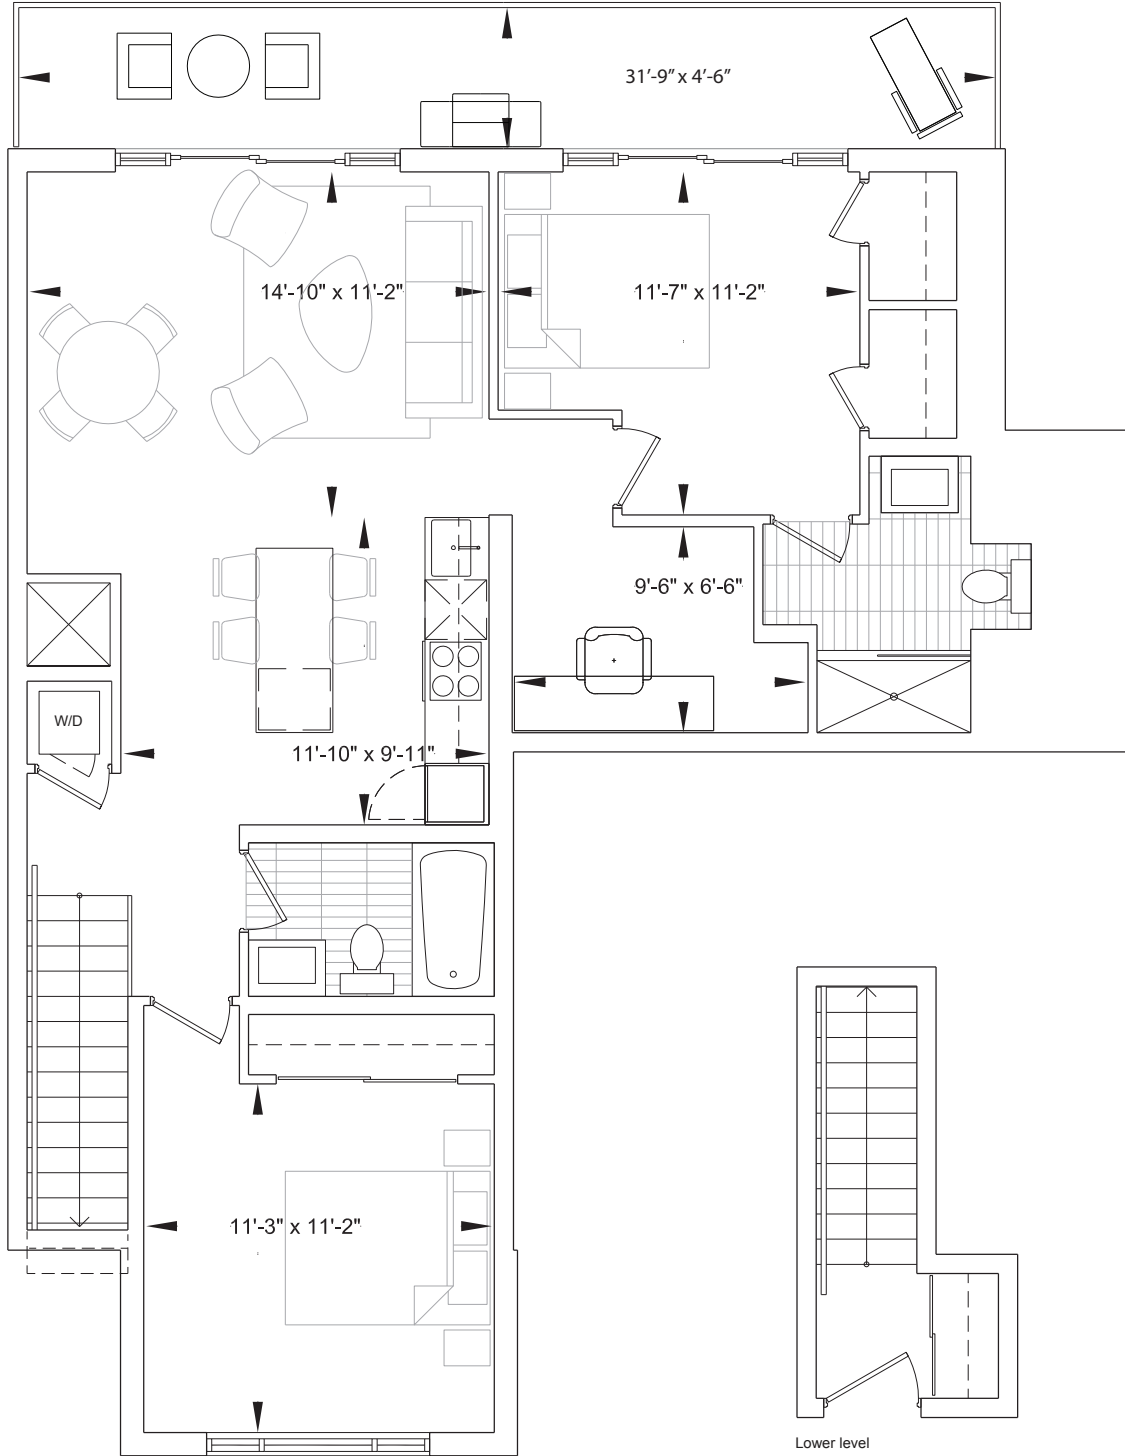 31'-9" x 4'-6"
14'-10" x 11'-2"
11'-7" x 11'-2"
9'-6" x 6'-6"
W/D
11'-10" x 9'-11"
11'-3" x 11'-2"
Lower level